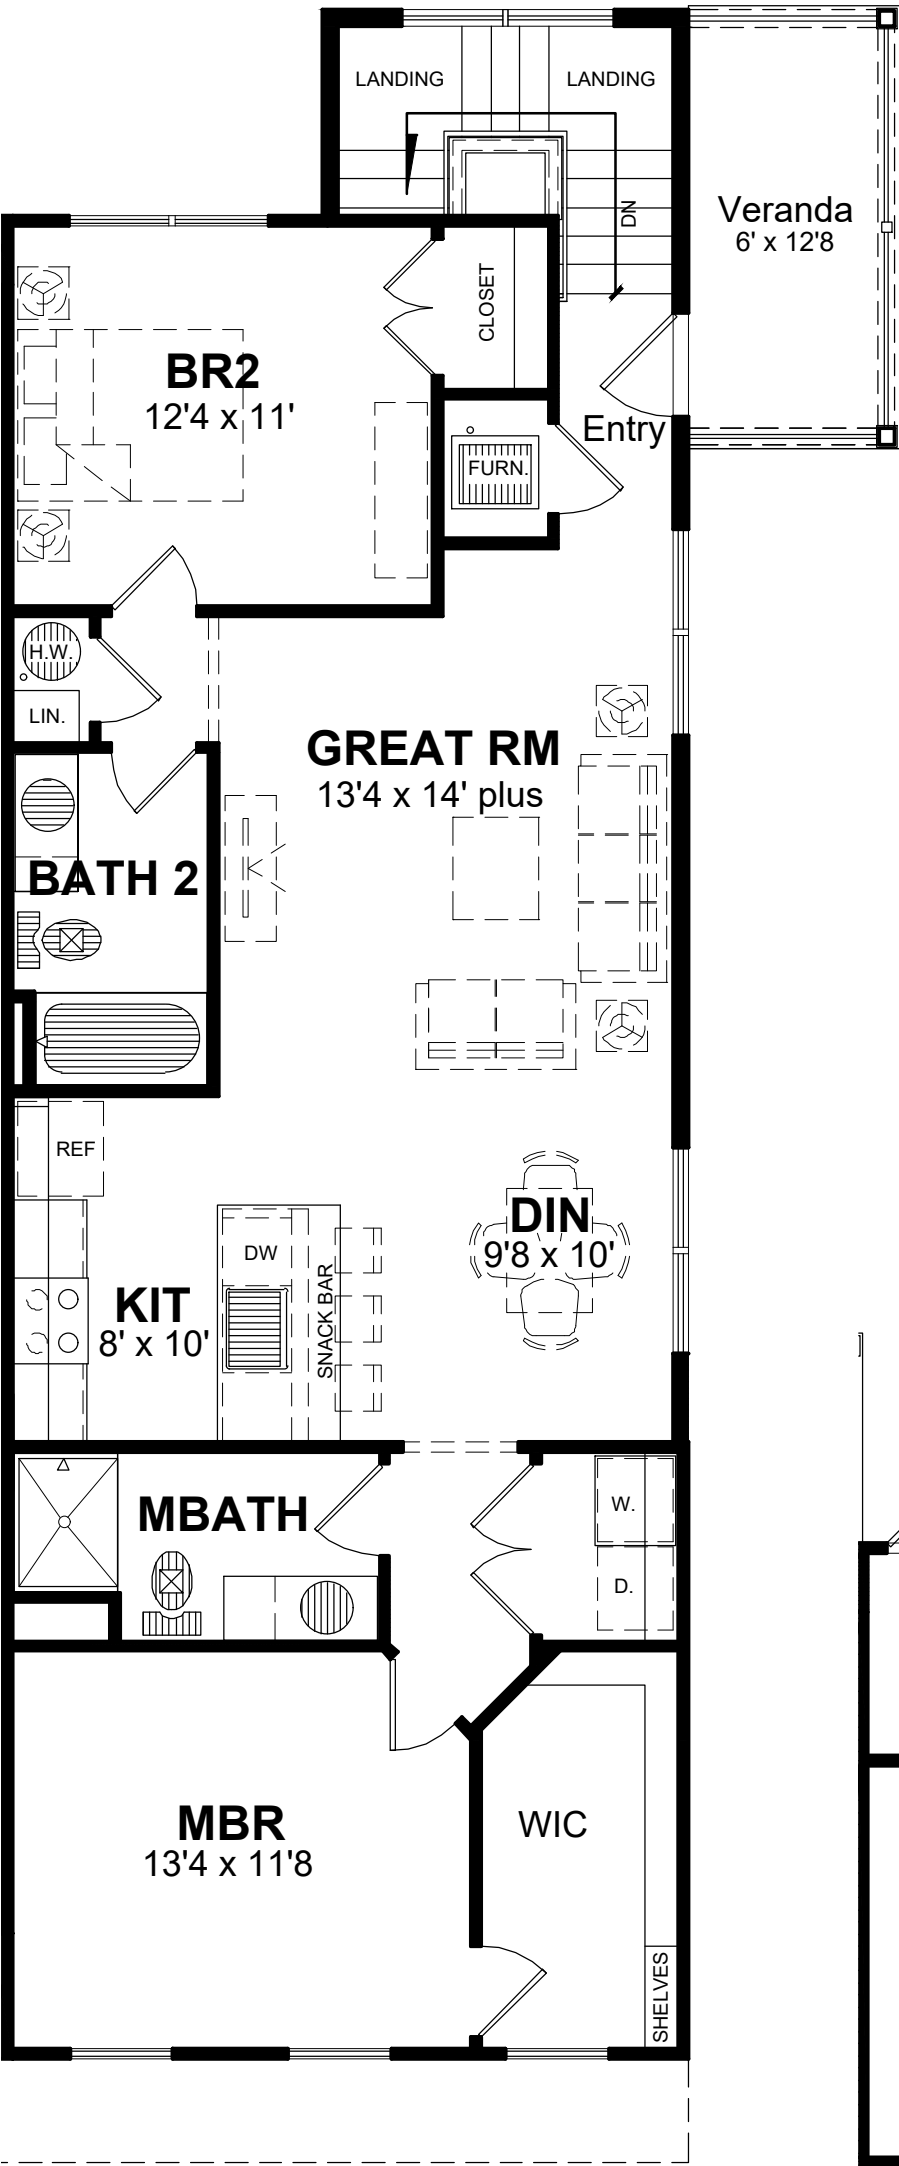 LANDING
LANDING
DN
Veranda
6' x 12'8
CLOSET
BR2
12'4 x 11'
Entry
FURN.
H.W.
LIN.
GREAT RM
13'4 x 14' plus
BATH 2
REF
DIN
9'8 x 10'
DW
SNACK BAR
KIT
8' x 10'
W.
MBATH
D.
MBR
13'4 x 11'8
WIC
SHELVES